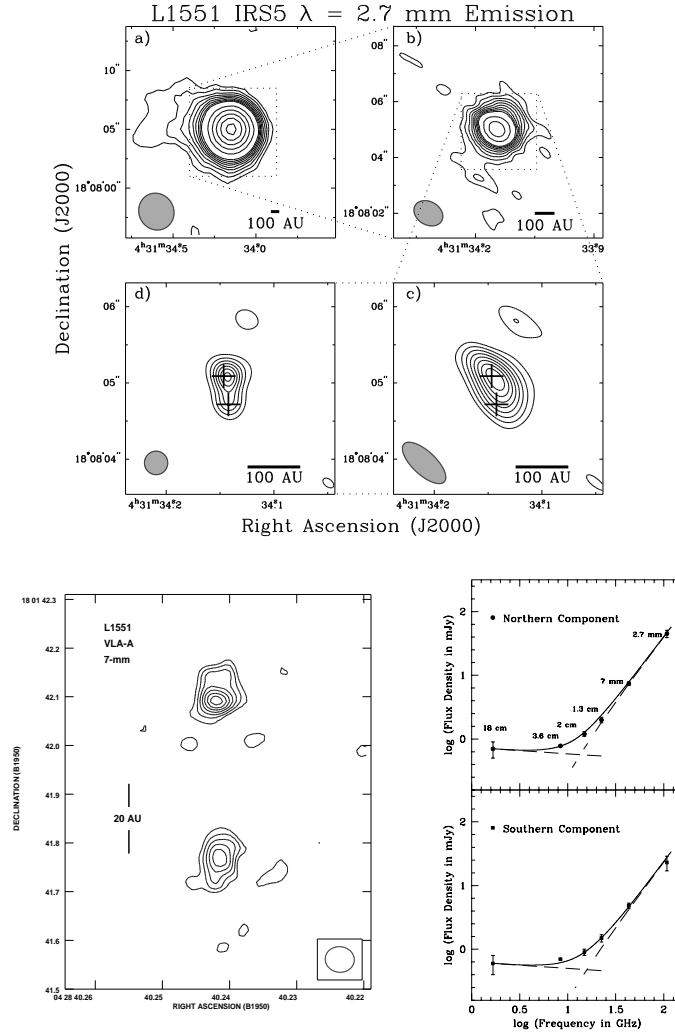 L1551 IRS5 λ = 2.7 mm Emission
a)
b)
10″
05″
18°08′00″
08″
06″
04″
18°08′02″
100 AU
100 AU
4ʰ31ᵐ34ˢ.5
34ˢ.0
4ʰ31ᵐ34ˢ.2
33ˢ.9
Declination (J2000)
d)
c)
06″
05″
18°08′04″
06″
05″
18°08′04″
100 AU
100 AU
4ʰ31ᵐ34ˢ.2
34ˢ.1
4ʰ31ᵐ34ˢ.2
34ˢ.1
Right Ascension (J2000)
18 01 42.3
42.2
42.1
42.0
41.9
41.8
41.7
41.6
41.5
DECLINATION (B1950)
L1551
VLA-A
7-mm
20 AU
04 28 40.26
40.25
40.24
40.23
40.22
RIGHT ASCENSION (B1950)
Northern Component
2.7 mm
7 mm
1.3 cm
2 cm
3.6 cm
18 cm
2
1
0
log (Flux Density in mJy)
Southern Component
2
1
0
log (Flux Density in mJy)
0
0.5
1
1.5
2
log (Frequency in GHz)